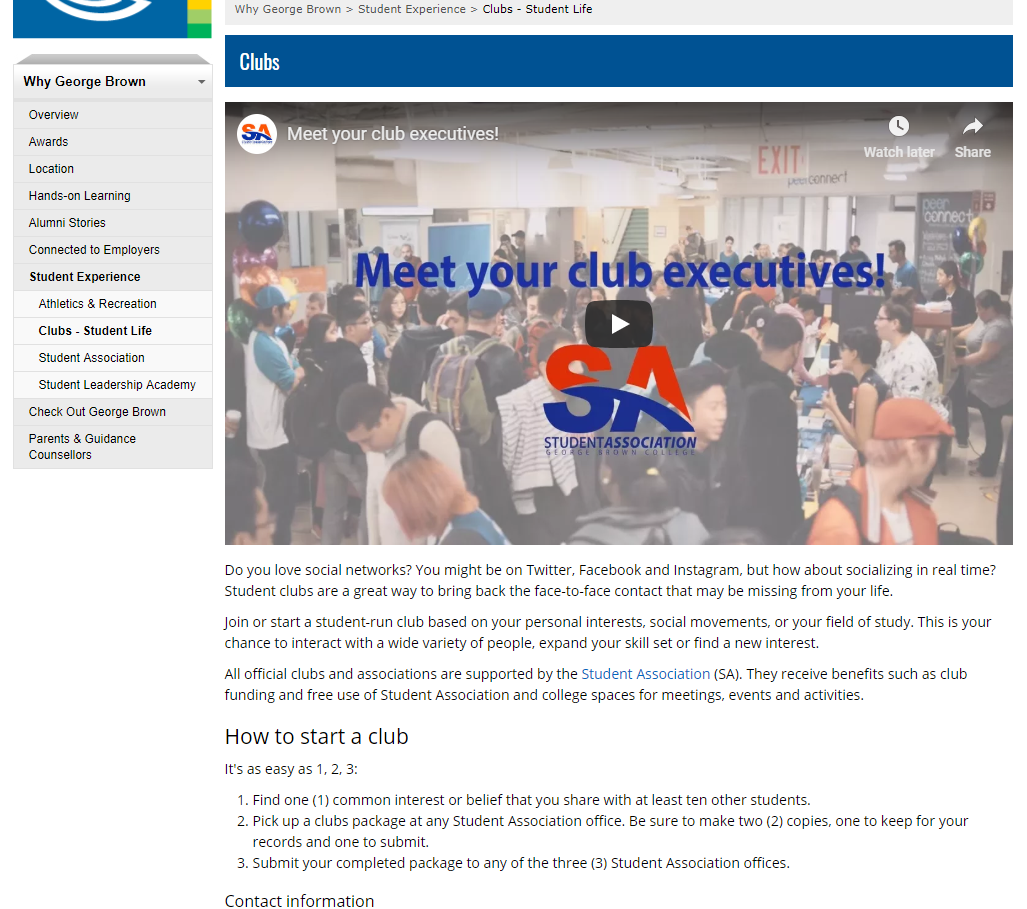 Why George Brown > Student Experience > Clubs - Student Life
Why George Brown
Overview
Awards
Location
Hands-on Learning
Alumni Stories
Connected to Employers
Student Experience
Athletics & Recreation
Clubs - Student Life
Student Association
Student Leadership Academy
Check Out George Brown
Parents & Guidance
Counsellors
Clubs
SA
Meet your club executives!
Watch later
Share
EXIT
peer connect
peer
connect
Meet your club executives!
SA
STUDENTASSOCIATION
GEORGE BROWN COLLEGE
Do you love social networks? You might be on Twitter, Facebook and Instagram, but how about socializing in real time?
Student clubs are a great way to bring back the face-to-face contact that may be missing from your life.
Join or start a student-run club based on your personal interests, social movements, or your field of study. This is your
chance to interact with a wide variety of people, expand your skill set or find a new interest.
All official clubs and associations are supported by the Student Association (SA). They receive benefits such as club
funding and free use of Student Association and college spaces for meetings, events and activities.
How to start a club
It's as easy as 1, 2, 3:
1. Find one (1) common interest or belief that you share with at least ten other students.
2. Pick up a clubs package at any Student Association office. Be sure to make two (2) copies, one to keep for your
records and one to submit.
3. Submit your completed package to any of the three (3) Student Association offices.
Contact information